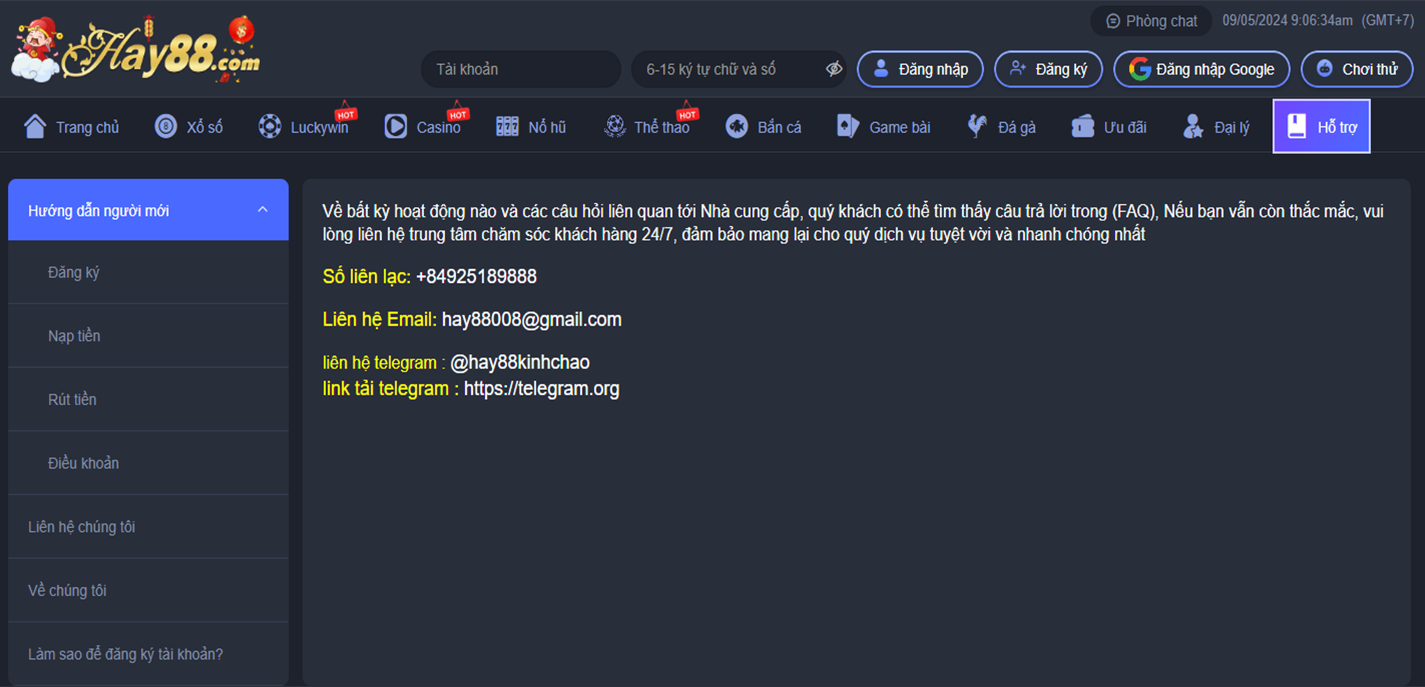 Hay88.com
Phòng chat
09/05/2024 9:06:34am (GMT+7)
Tài khoản
6-15 ký tự chữ và số
Đăng nhập
Đăng ký
Đăng nhập Google
Chơi thử
Trang chủ
Xổ số
Luckywin
HOT
Casino
HOT
Nổ hũ
Thể thao
HOT
Bắn cá
Game bài
Đá gà
Ưu đãi
Đại lý
Hỗ trợ
Hướng dẫn người mới
Đăng ký
Nạp tiền
Rút tiền
Điều khoản
Liên hệ chúng tôi
Về chúng tôi
Làm sao để đăng ký tài khoản?
Về bất kỳ hoạt động nào và các câu hỏi liên quan tới Nhà cung cấp, quý khách có thể tìm thấy câu trả lời trong (FAQ), Nếu bạn vẫn còn thắc mắc, vui
lòng liên hệ trung tâm chăm sóc khách hàng 24/7, đảm bảo mang lại cho quý dịch vụ tuyệt vời và nhanh chóng nhất
Số liên lạc: +84925189888
Liên hệ Email: hay88008@gmail.com
liên hệ telegram : @hay88kinhchao
link tải telegram : https://telegram.org